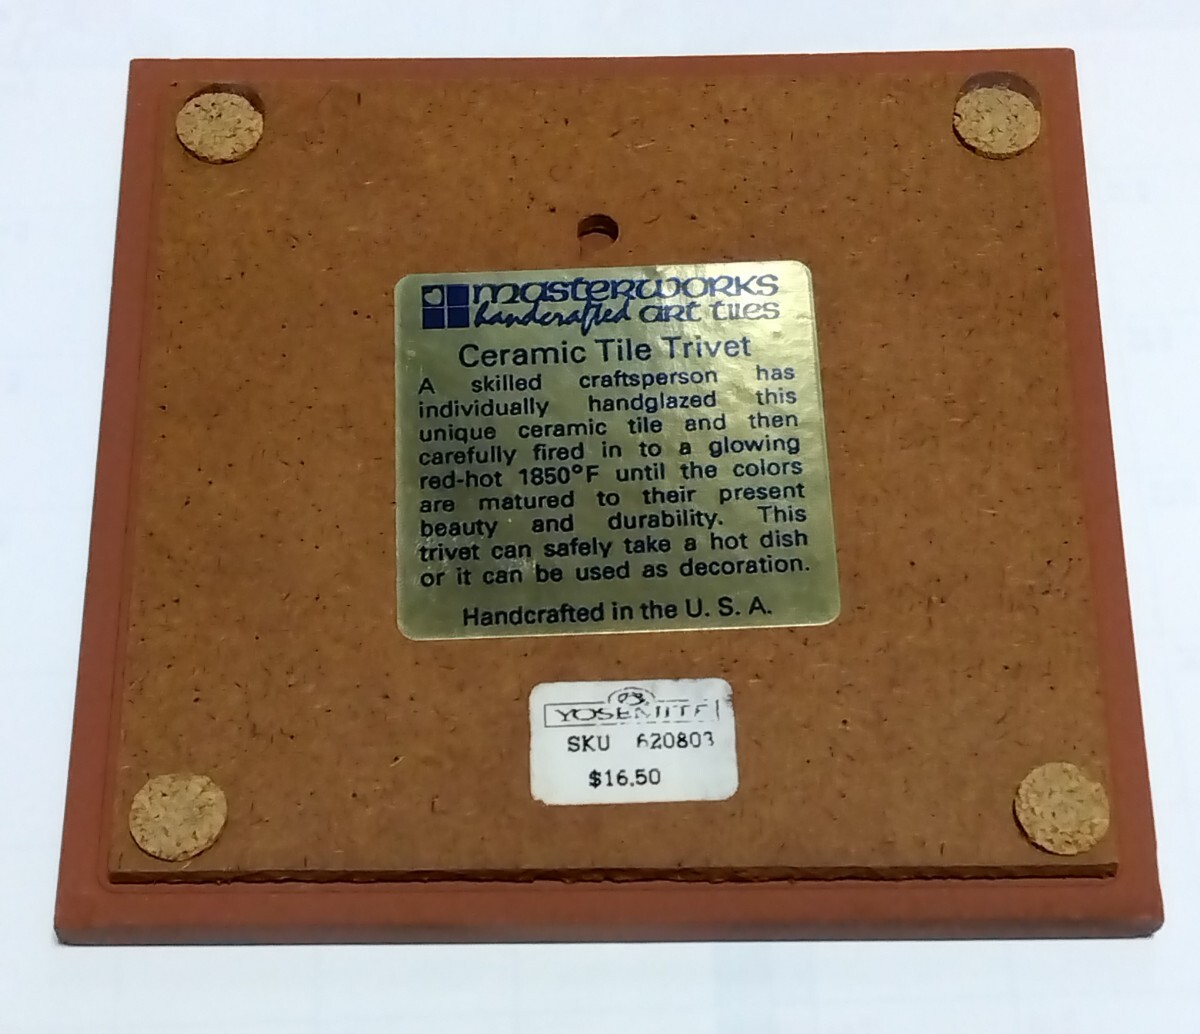 masterworks
handcrafted art tiles
Ceramic Tile Trivet
A skilled craftsperson has
individually handglazed this
unique ceramic tile and then
carefully fired in to a glowing
red-hot 1850°F until the colors
are matured to their present
beauty and durability. This
trivet can safely take a hot dish
or it can be used as decoration.
Handcrafted in the U. S. A.
YOSEMITE
SKU 620803
$16.50